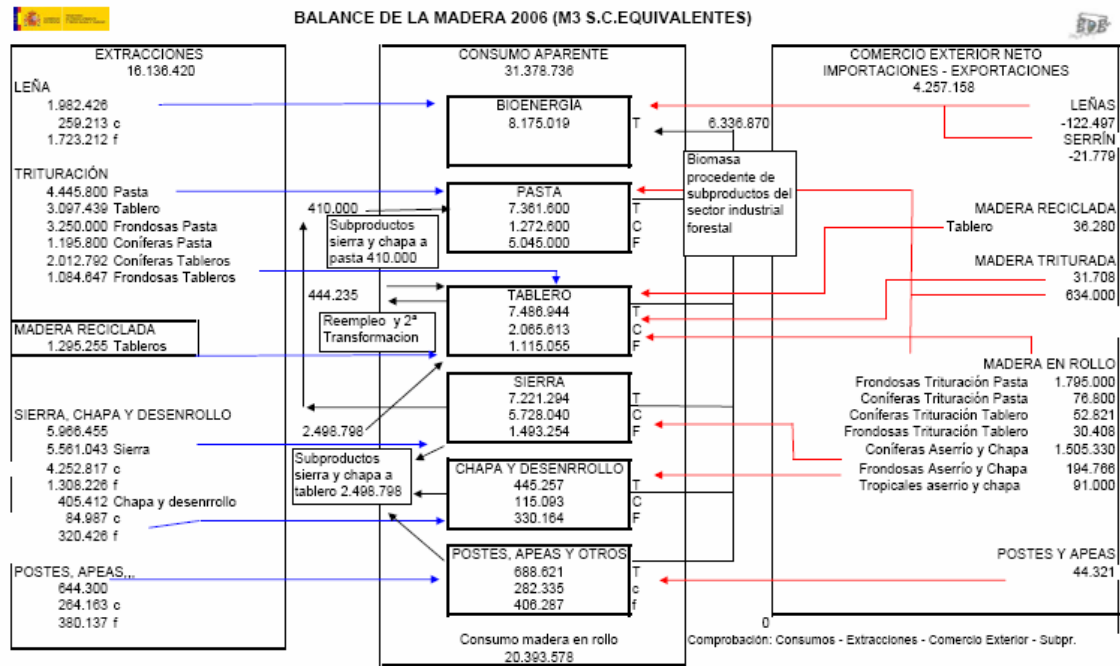 BALANCE DE LA MADERA 2006 (M3 S.C.EQUIVALENTES)
EXTRACCIONES
16.136.420
LEÑA
1.982.426
259.213 c
1.723.212 f
TRITURACIÓN
4.445.800 Pasta
3.097.439 Tablero
3.250.000 Frondosas Pasta
1.195.800 Coníferas Pasta
2.012.792 Coníferas Tableros
1.084.647 Frondosas Tableros
MADERA RECICLADA
1.295.255 Tableros
SIERRA, CHAPA Y DESENROLLO
5.966.455
5.561.043 Sierra
4.252.817 c
1.308.226 f
405.412 Chapa y desenrrollo
84.987 c
320.426 f
POSTES, APEAS,,,
644.300
264.163 c
380.137 f
CONSUMO APARENTE
31.378.736
BIOENERGÍA
8.175.019 T
6.336.870
PASTA
7.361.600 T
1.272.600 C
5.045.000 F
410.000
Subproductos
sierra y chapa a
pasta 410.000
444.235
TABLERO
7.486.944 T
2.065.613 C
1.115.055 F
Reempleo y 2ª
Transformacion
SIERRA
7.221.294 T
5.728.040 C
1.493.254 F
2.498.798
Subproductos
sierra y chapa a
tablero 2.498.798
CHAPA Y DESENRROLLO
445.257 T
115.093 C
330.164 F
POSTES, APEAS Y OTROS
688.621 T
282.335 c
406.287 f
Consumo madera en rollo
20.393.578
Biomasa
procedente de
subproductos del
sector industrial
forestal
COMERCIO EXTERIOR NETO
IMPORTACIONES - EXPORTACIONES
4.257.158
LEÑAS
-122.497
SERRÍN
-21.779
MADERA RECICLADA
Tablero 36.280
MADERA TRITURADA
31.708
634.000
MADERA EN ROLLO
Frondosas Trituración Pasta 1.795.000
Coníferas Trituración Pasta 76.800
Coníferas Trituración Tablero 52.821
Frondosas Trituración Tablero 30.408
Coníferas Aserrío y Chapa 1.505.330
Frondosas Aserrío y Chapa 194.766
Tropicales aserrio y chapa 91.000
POSTES Y APEAS
44.321
0
Comprobación: Consumos - Extracciones - Comercio Exterior - Subpr.